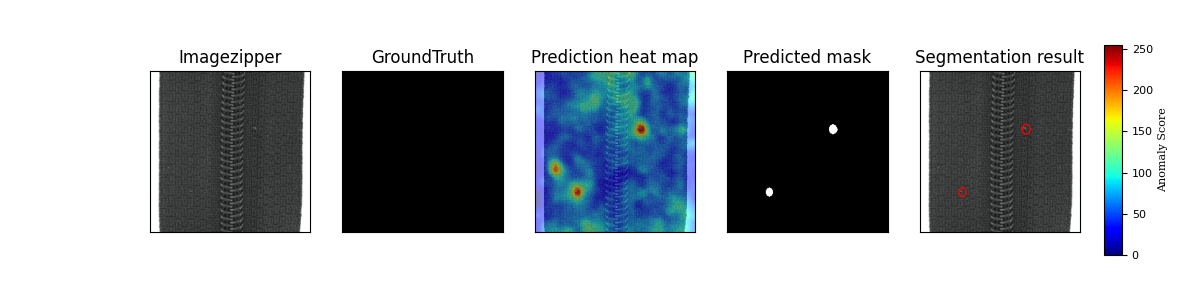 Imagezipper
GroundTruth
Prediction heat map
Predicted mask
Segmentation result
250
200
150
100
50
0
Anomaly Score